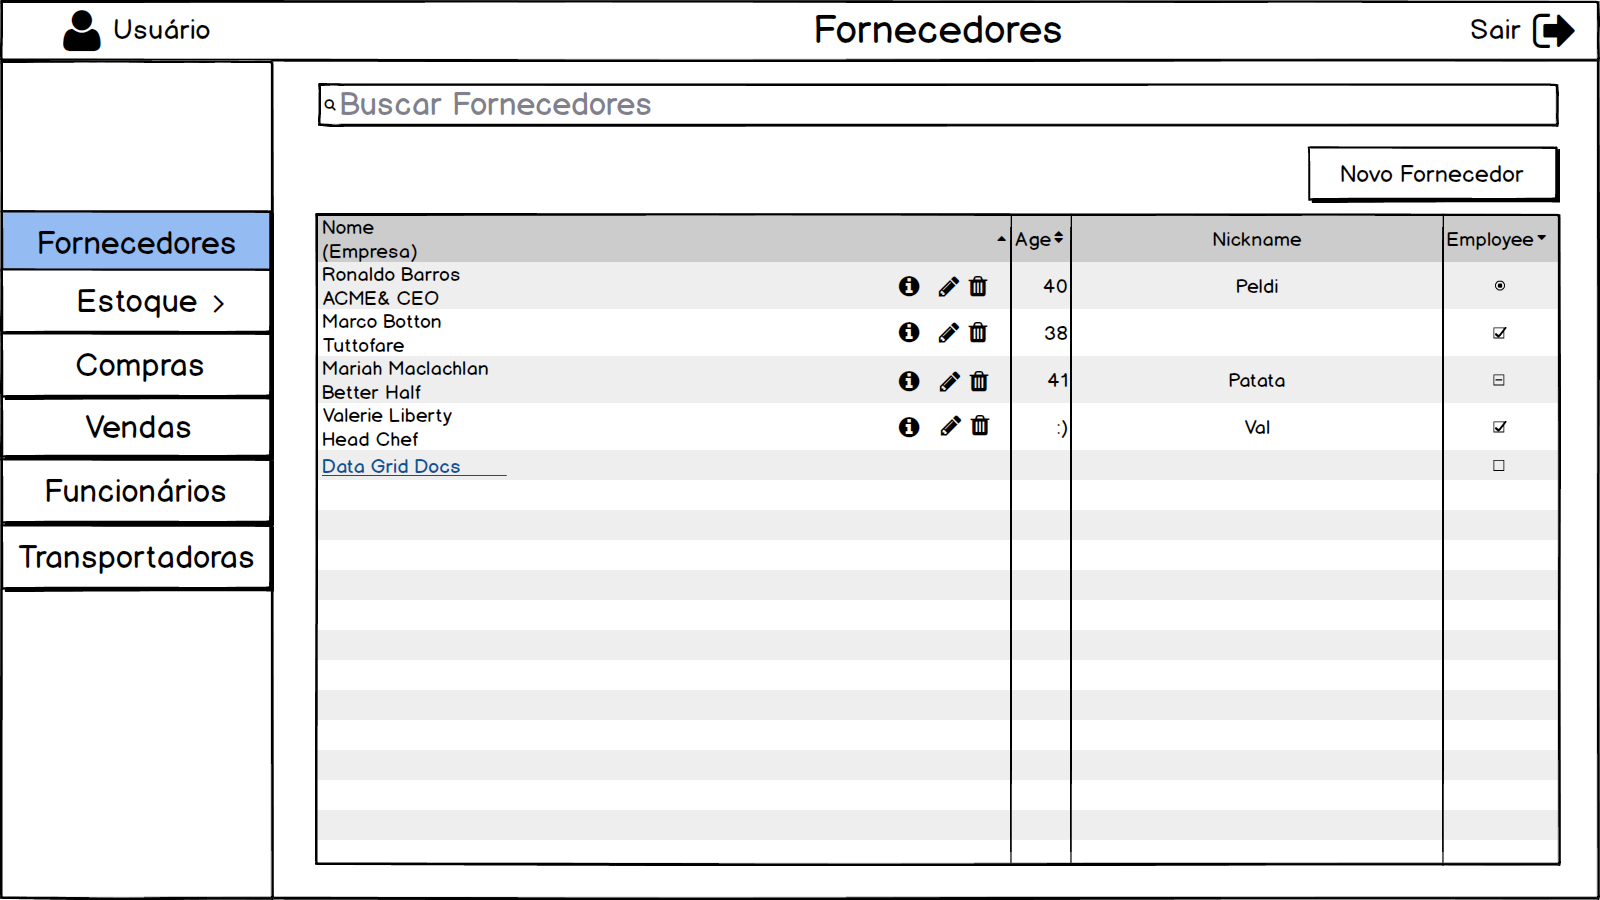 Usuário
Fornecedores
Sair
Buscar Fornecedores
Novo Fornecedor
Fornecedores
Estoque >
Compras
Vendas
Funcionários
Transportadoras
Nome
(Empresa)
Age
Nickname
Employee
Ronaldo Barros
ACME& CEO
40
Peldi
Marco Botton
Tuttofare
38
Mariah Maclachlan
Better Half
41
Patata
Valerie Liberty
Head Chef
:)
Val
Data Grid Docs